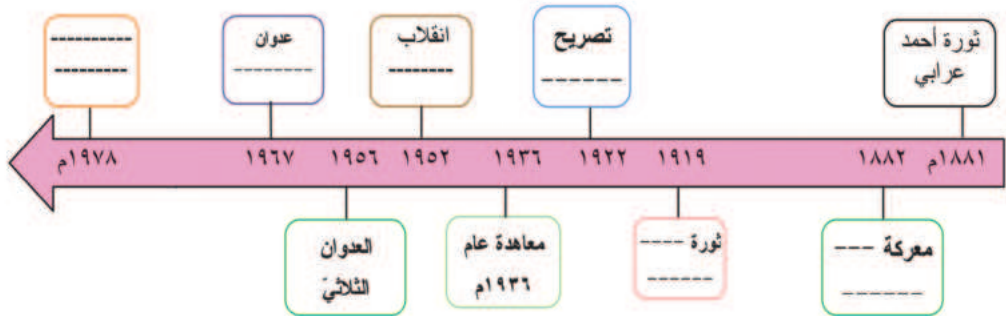 ثورة أحمد
عرابي
تصريح
------
انقلاب
--------
عدوان
--------
----------
---------
١٨٨١م
١٨٨٢
١٩١٩
١٩٢٢
١٩٣٦
١٩٥٢
١٩٥٦
١٩٦٧
١٩٧٨م
معركة ---
------
ثورة ----
------
معاهدة عام
١٩٣٦م
العدوان
الثلاثيّ